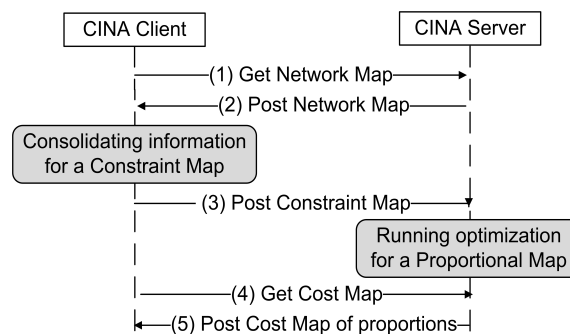 CINA Client
CINA Server
(1) Get Network Map
(2) Post Network Map
Consolidating information
for a Constraint Map
(3) Post Constraint Map
Running optimization
for a Proportional Map
(4) Get Cost Map
(5) Post Cost Map of proportions